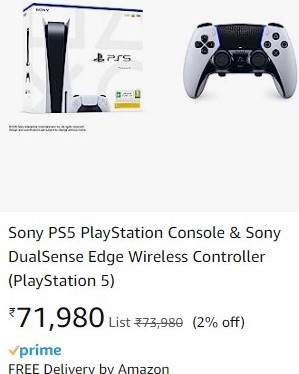 SONY
PS5
Sony PS5 PlayStation Console & Sony
DualSense Edge Wireless Controller
(PlayStation 5)
₹71,980 List ₹73,980 (2% off)
prime
FREE Delivery by Amazon